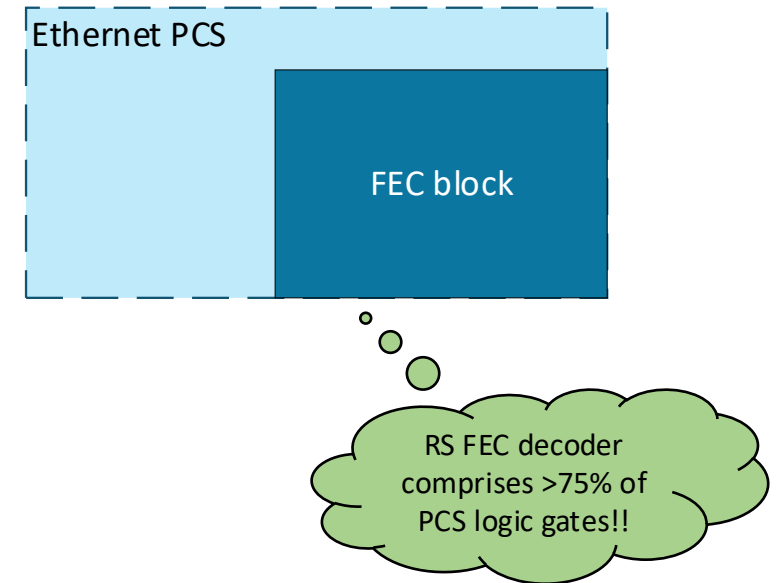 Ethernet PCS
FEC block
RS FEC decoder
comprises >75% of
PCS logic gates!!